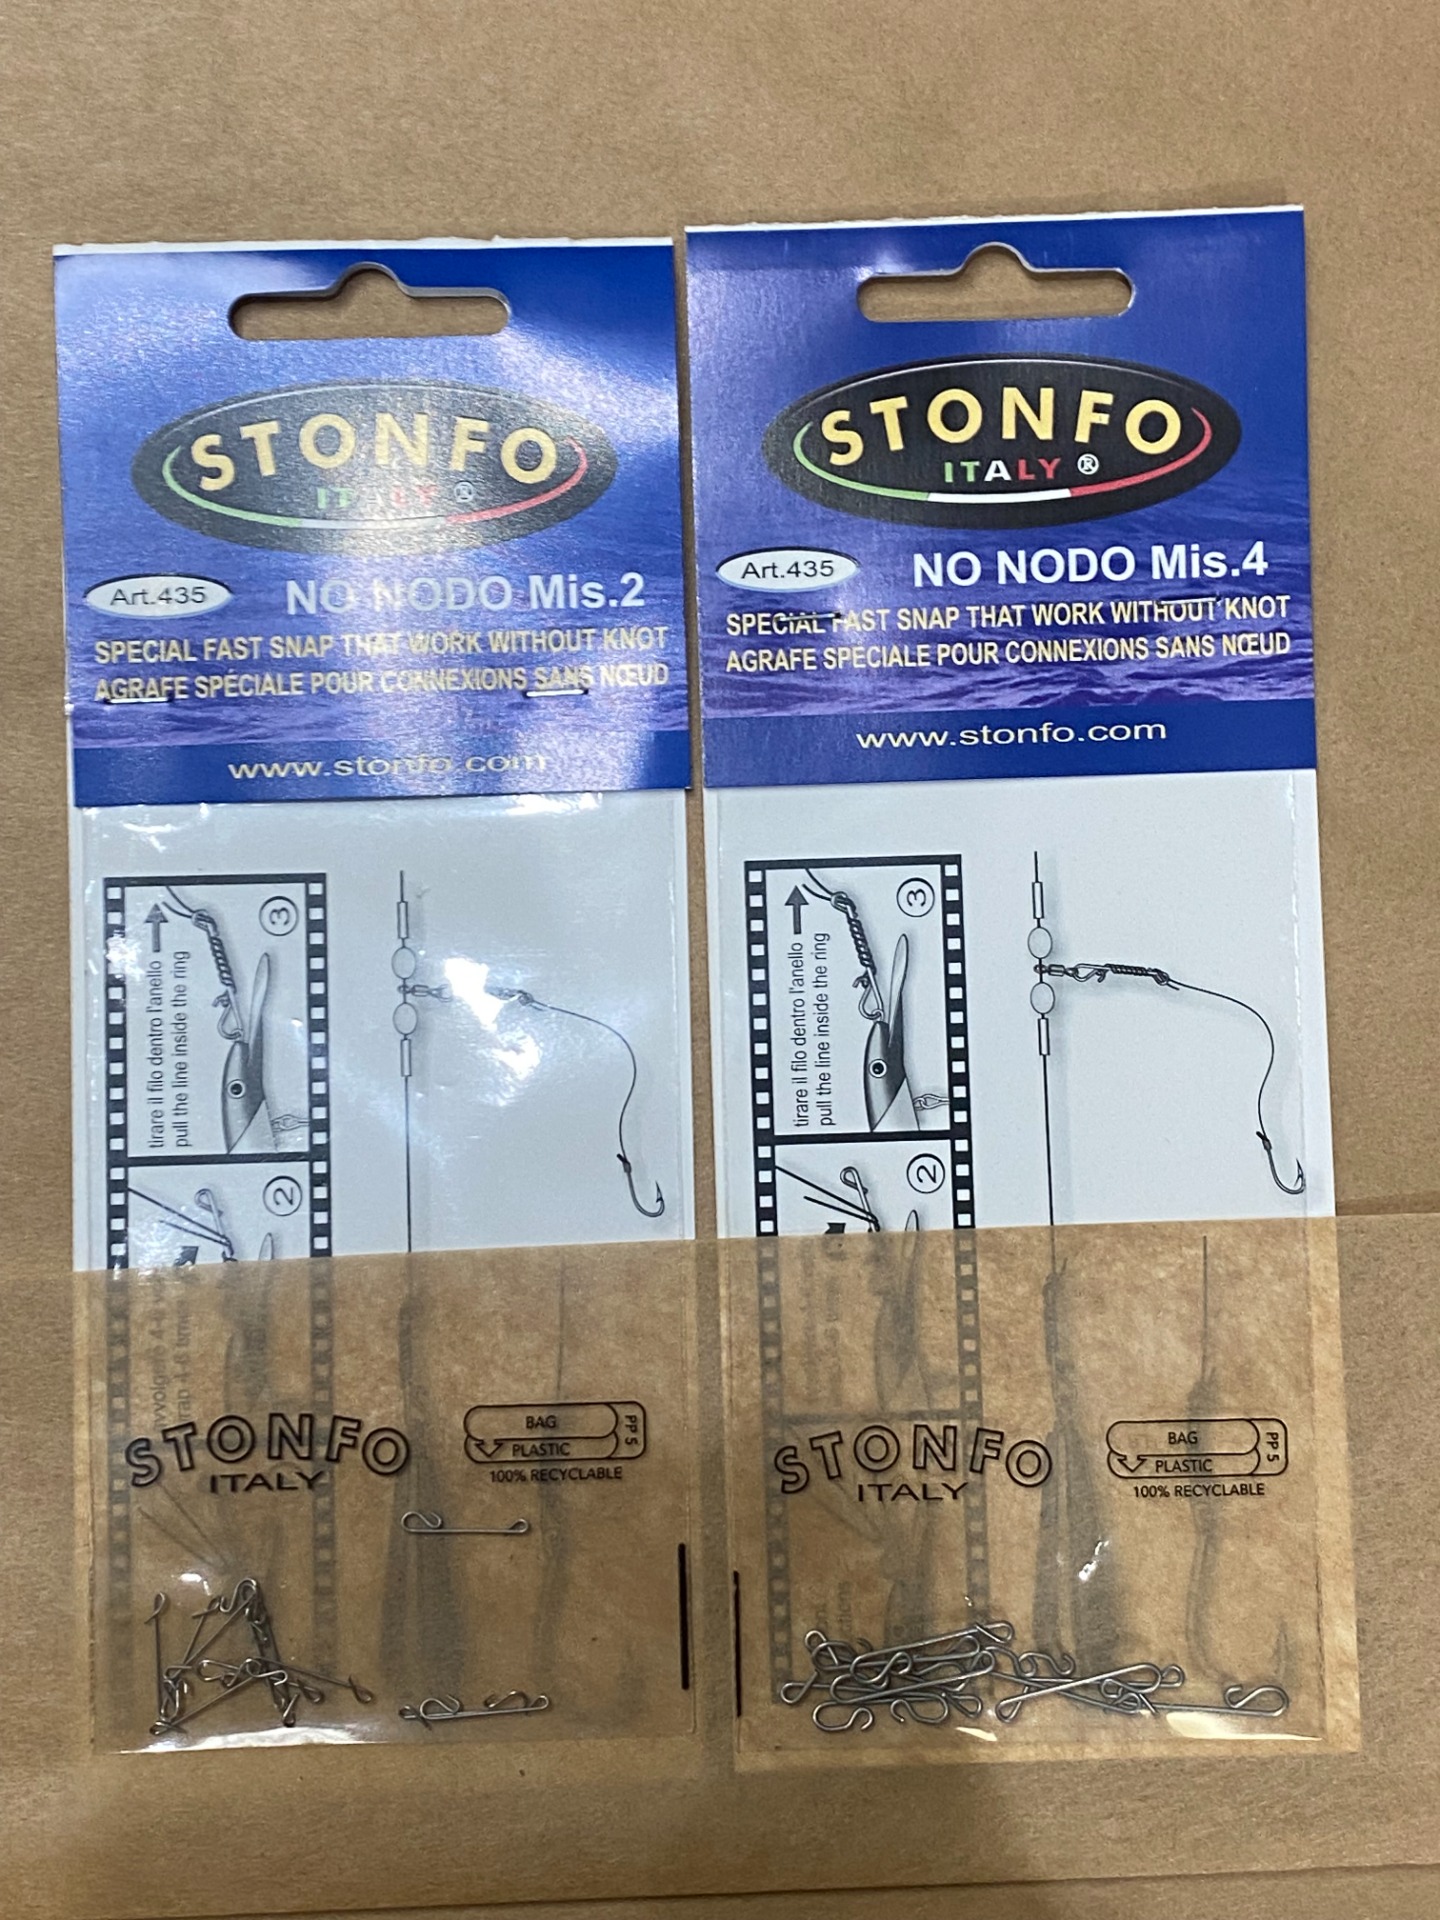 STONFO
ITALY ®
Art.435
NO NODO Mis.2
SPECIAL FAST SNAP THAT WORK WITHOUT KNOT
AGRAFE SPÉCIALE POUR CONNEXIONS SANS NŒUD
www.stonfo.com
3
tirare il filo dentro l'anello
pull the line inside the ring
2
STONFO
ITALY
BAG
PLASTIC
PP 5
100% RECYCLABLE
STONFO
ITALY ®
Art.435
NO NODO Mis.4
SPECIAL FAST SNAP THAT WORK WITHOUT KNOT
AGRAFE SPÉCIALE POUR CONNEXIONS SANS NŒUD
www.stonfo.com
3
tirare il filo dentro l'anello
pull the line inside the ring
2
STONFO
ITALY
BAG
PLASTIC
PP 5
100% RECYCLABLE